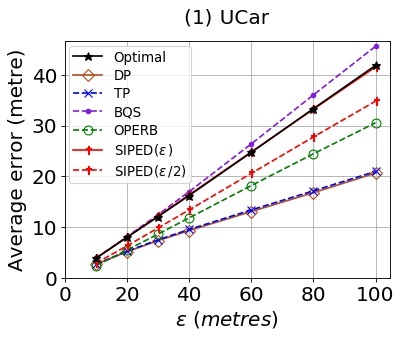 (1) UCar
Average error (metre)
40
30
20
10
0
Optimal
DP
TP
BQS
OPERB
SIPED(ε)
SIPED(ε/2)
0 20 40 60 80 100
ε (metres)